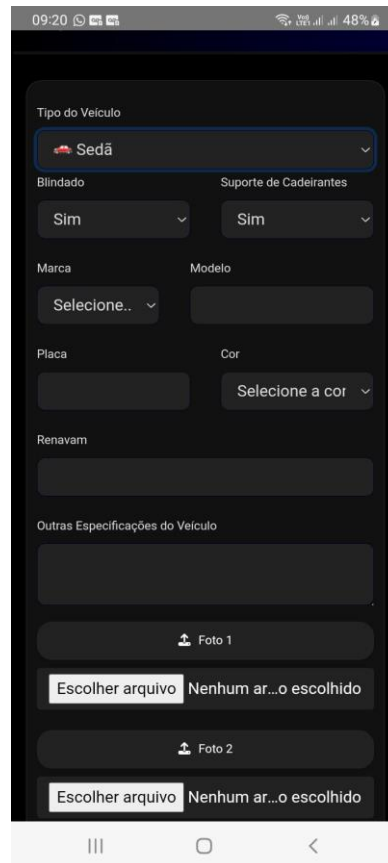 09:20 48%
Tipo do Veículo
Sedã
Blindado Suporte de Cadeirantes
Sim Sim
Marca Modelo
Selecione..
Placa Cor
Selecione a cor
Renavam
Outras Especificações do Veículo
Foto 1
Escolher arquivo Nenhum ar...o escolhido
Foto 2
Escolher arquivo Nenhum ar...o escolhido